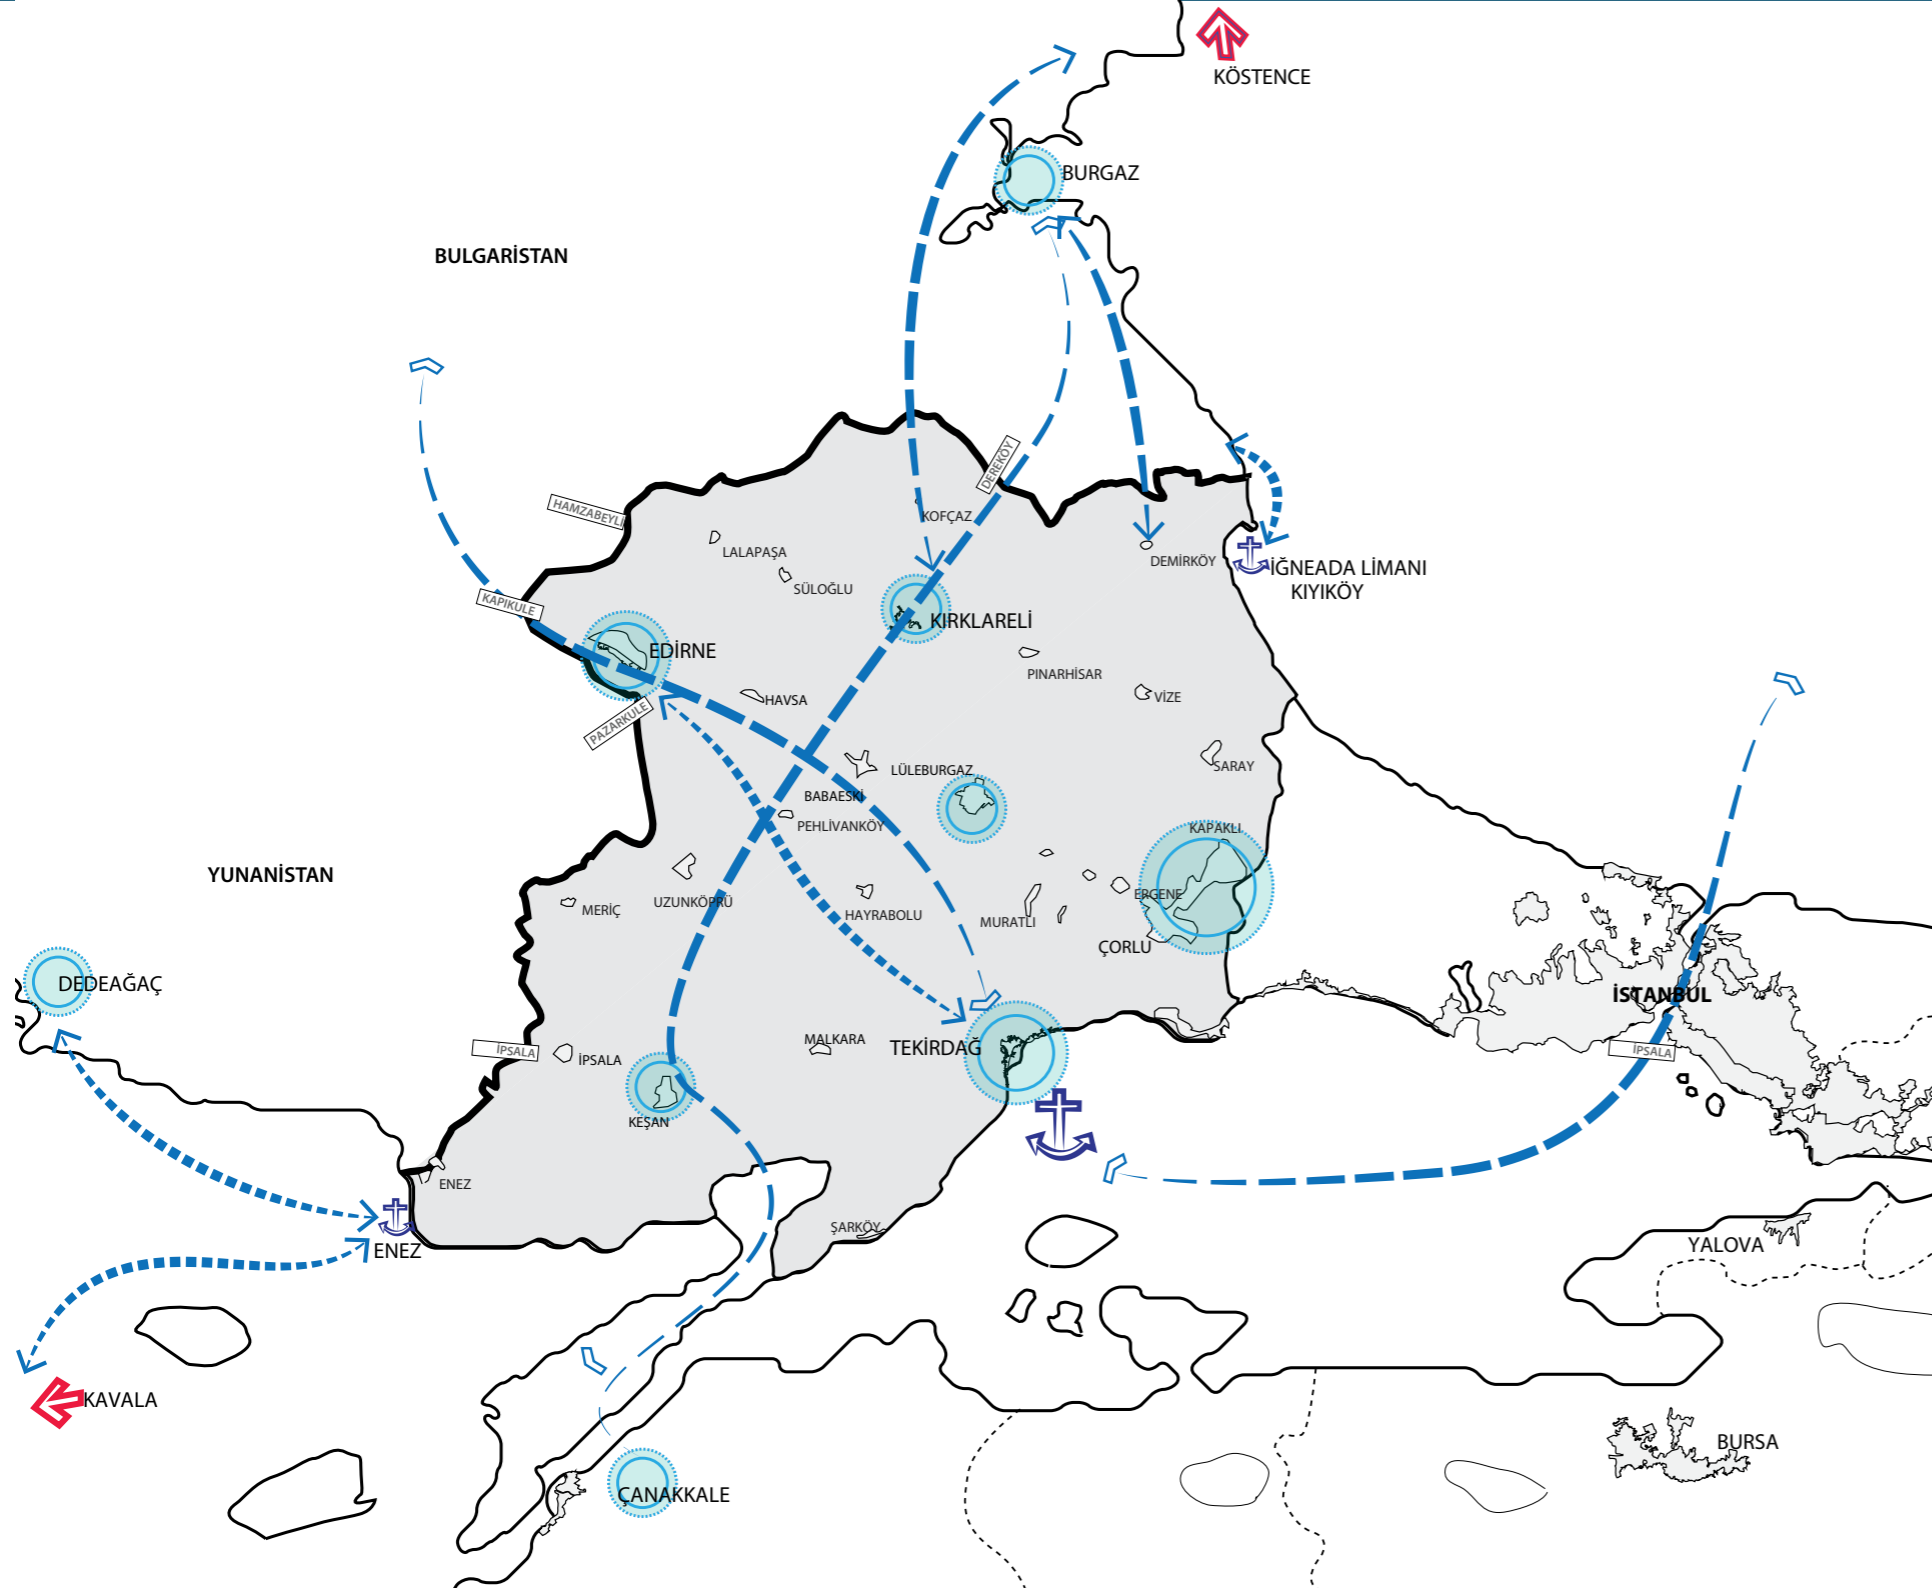 KÖSTENCE
BURGAZ
BULGARİSTAN
DEREKÖY
HAMZABEYLİ
KOFÇAZ
LALAPAŞA
SÜLOĞLU
DEMİRKÖY
İĞNEADA LİMANI
KIYIKÖY
KAPIKULE
KIRKLARELİ
EDİRNE
PINARHİSAR
HAVSA
VİZE
PAZARKULE
LÜLEBURGAZ
SARAY
BABAESKİ
PEHLİVANKÖY
KAPAKLI
YUNANİSTAN
UZUNKÖPRÜ
MERİÇ
HAYRABOLU
MURATLI
ERGENE
ÇORLU
DEDEAĞAÇ
İSTANBUL
İPSALA
İPSALA
MALKARA
TEKİRDAĞ
İPSALA
KEŞAN
ENEZ
ŞARKÖY
ENEZ
YALOVA
KAVALA
BURSA
ÇANAKKALE